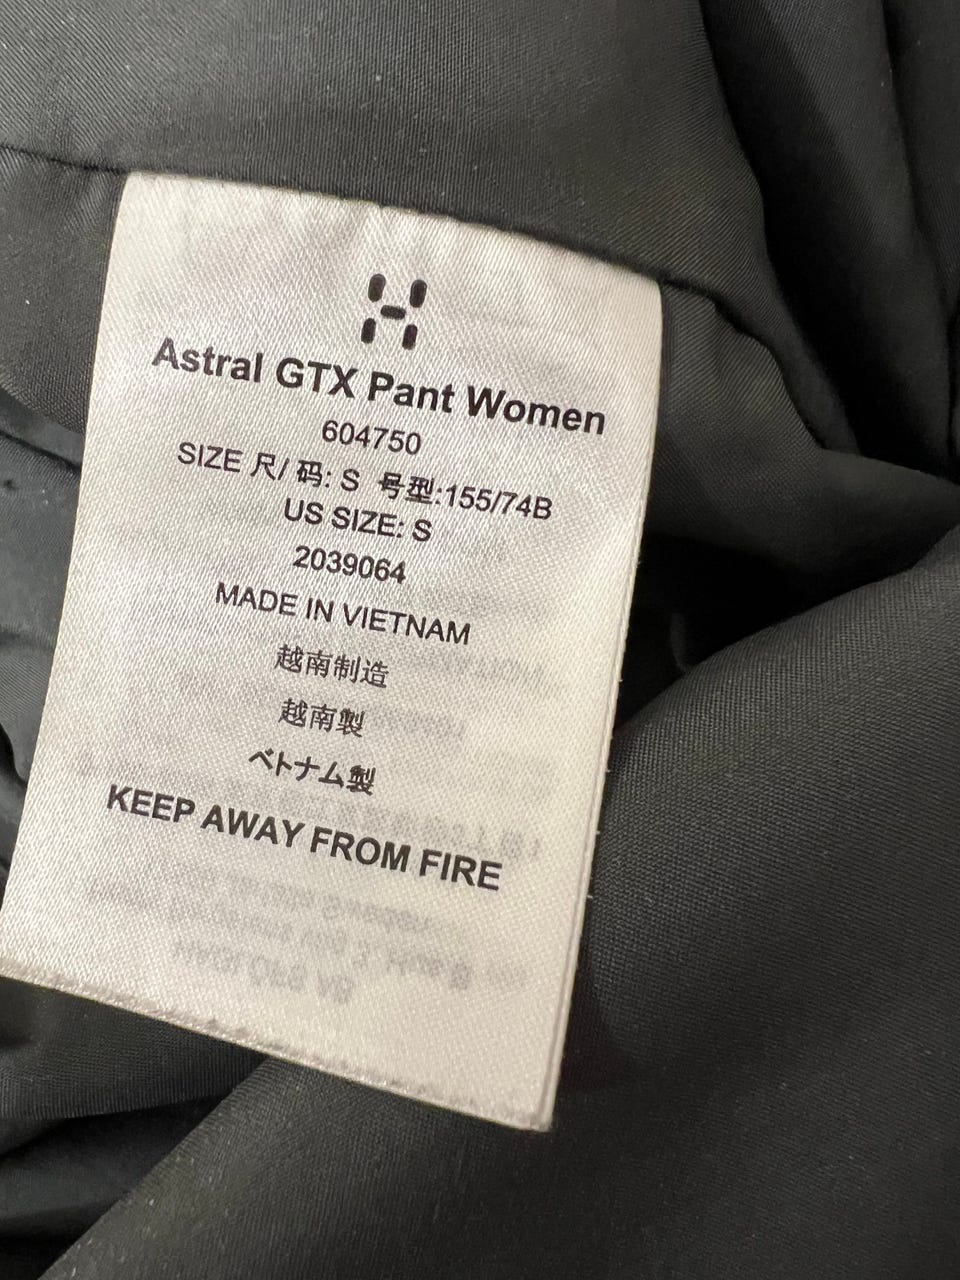 Astral GTX Pant Women
604750
SIZE 尺/ 码: S 号型:155/74B
US SIZE: S
2039064
MADE IN VIETNAM
越南制造
越南製
ベトナム製
KEEP AWAY FROM FIRE